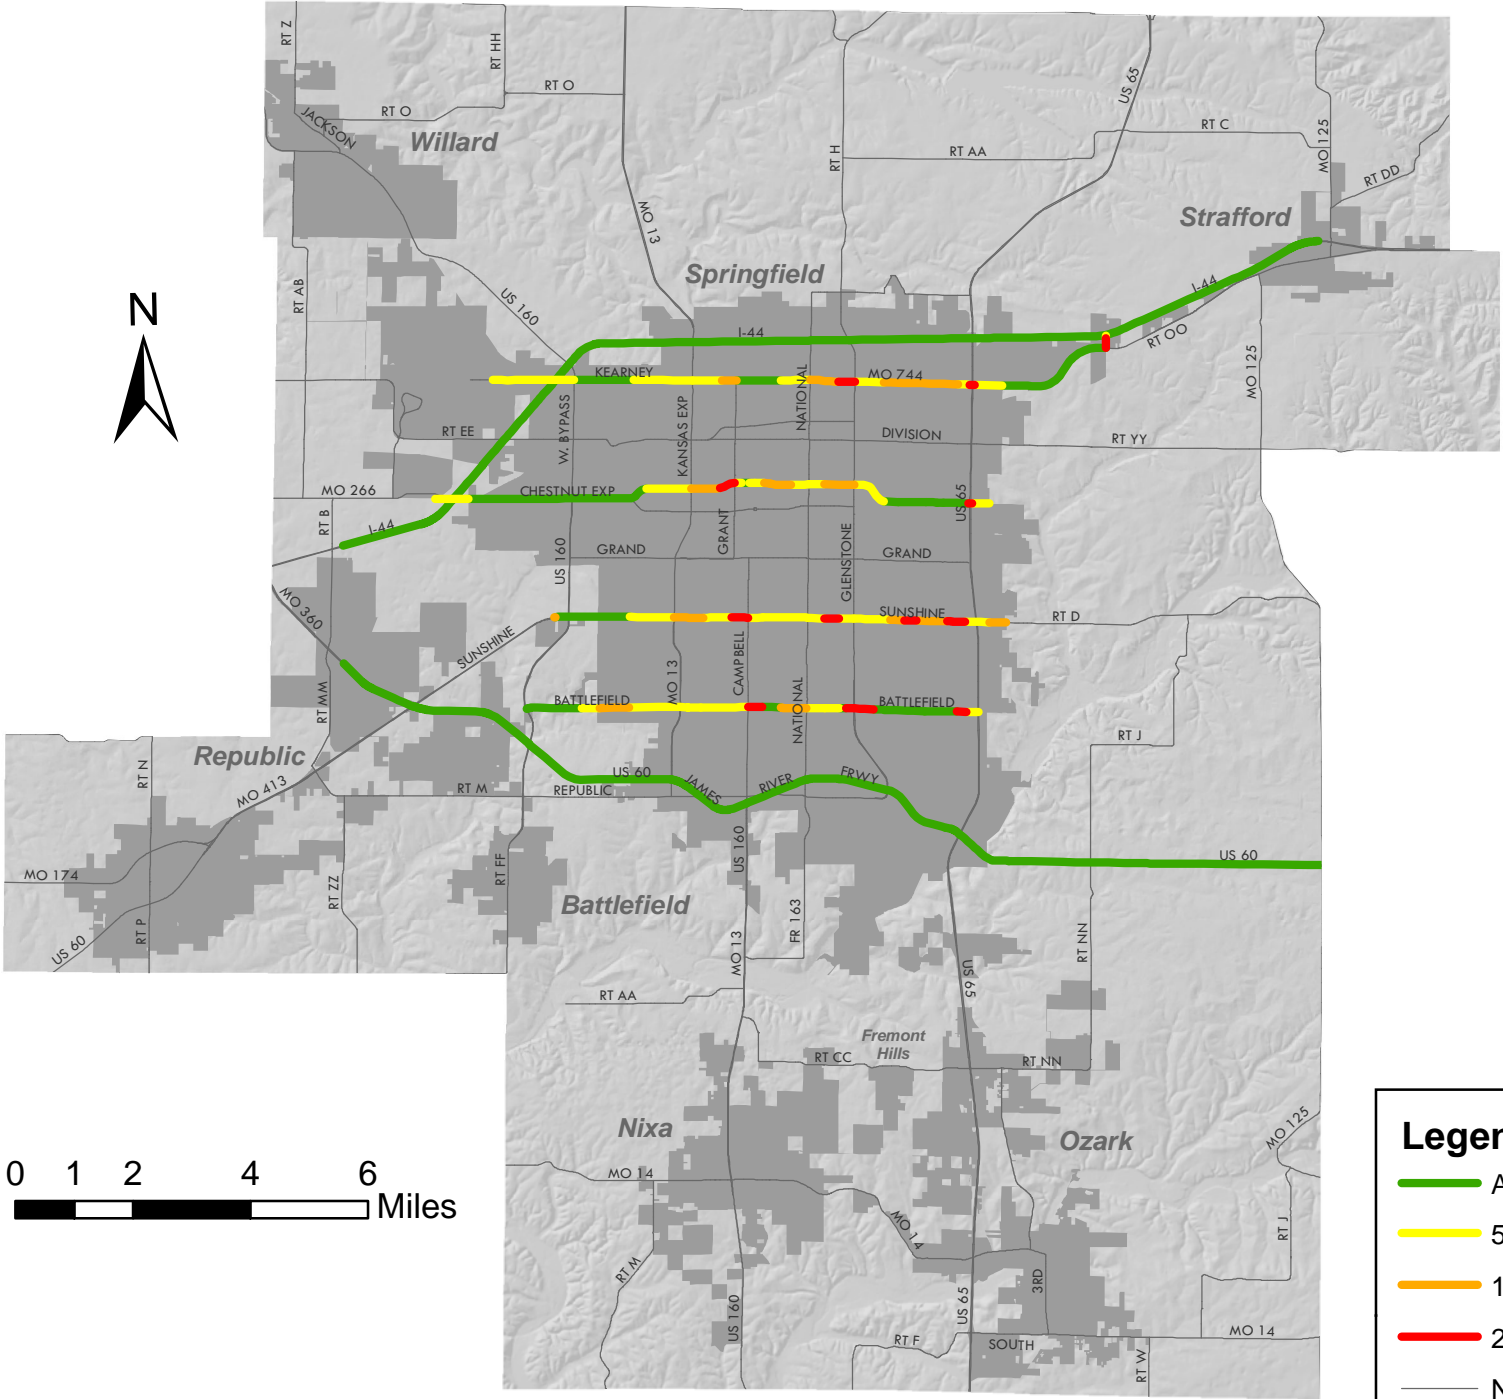 RT Z
RT HH
RT O
RT O
JACKSON
Willard
US 65
RT H
RT AA
RT C
MO 125
RT DD
MO 13
Strafford
Springfield
RT AB
US 160
I-44
I-44
RT OO
N
KEARNEY
MO 744
NATIONAL
MO 125
W. BYPASS
KANSAS EXP
RT EE
DIVISION
RT YY
MO 266
CHESTNUT EXP
US 65
RT B
I-44
GRANT
GLENSTONE
US 160
GRAND
GRAND
MO 360
SUNSHINE
RT D
SUNSHINE
CAMPBELL
MO 13
RT MM
BATTLEFIELD
NATIONAL
BATTLEFIELD
RT J
Republic
RT N
MO 413
RT M
US 60
REPUBLIC
JAMES
RIVER
FRWY
US 160
US 60
MO 174
RT ZZ
RT FF
Battlefield
RT P
US 60
FR 163
MO 13
RT NN
US 65
RT AA
Fremont
Hills
RT CC
RT NN
Nixa
Ozark
MO 125
0 1 2 4 6
Miles
MO 14
MO 14
RT J
RT M
3RD
US 160
US 65
RT F
SOUTH
MO 14
RT W
Legen
A
5
1
2
N